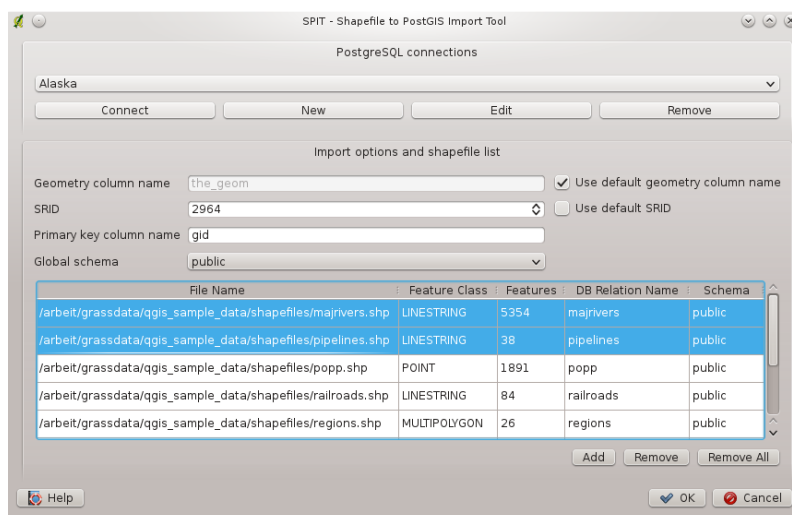 SPIT - Shapefile to PostGIS Import Tool
PostgreSQL connections
Alaska
Connect New Edit Remove
Import options and shapefile list
Geometry column name the_geom Use default geometry column name
SRID 2964 Use default SRID
Primary key column name gid
Global schema public
File Name Feature Class Features DB Relation Name Schema
/arbeit/grassdata/qgis_sample_data/shapefiles/majrivers.shp LINESTRING 5354 majrivers public
/arbeit/grassdata/qgis_sample_data/shapefiles/pipelines.shp LINESTRING 38 pipelines public
/arbeit/grassdata/qgis_sample_data/shapefiles/popp.shp POINT 1891 popp public
/arbeit/grassdata/qgis_sample_data/shapefiles/railroads.shp LINESTRING 84 railroads public
/arbeit/grassdata/qgis_sample_data/shapefiles/regions.shp MULTIPOLYGON 26 regions public
Add Remove Remove All
Help OK Cancel